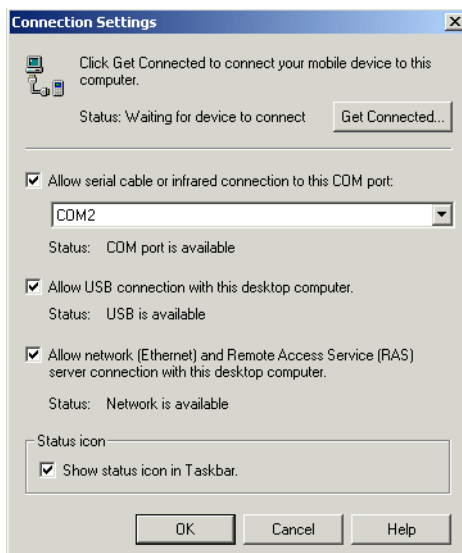 Connection Settings
Click Get Connected to connect your mobile device to this
computer.
Status: Waiting for device to connect
Get Connected...
Allow serial cable or infrared connection to this COM port:
COM2
Status: COM port is available
Allow USB connection with this desktop computer.
Status: USB is available
Allow network (Ethernet) and Remote Access Service (RAS)
server connection with this desktop computer.
Status: Network is available
Status icon
Show status icon in Taskbar.
OK Cancel Help